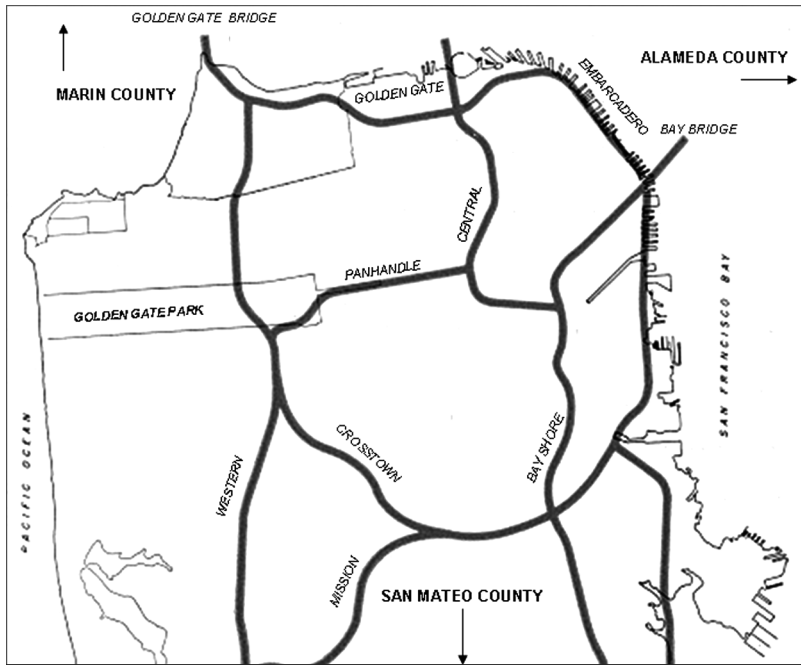 GOLDEN GATE BRIDGE
ALAMEDA COUNTY
MARIN COUNTY
GOLDEN GATE
EMBARCADERO
BAY BRIDGE
CENTRAL
PANHANDLE
GOLDEN GATE PARK
SAN FRANCISCO BAY
PACIFIC OCEAN
WESTERN
CROSSTOWN
BAY SHORE
MISSION
SAN MATEO COUNTY